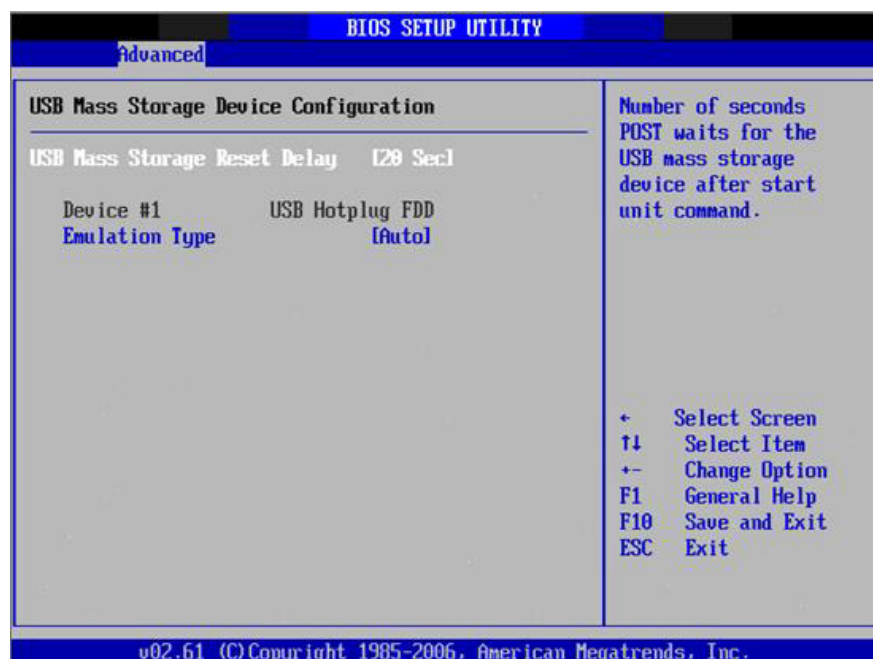 BIOS SETUP UTILITY
Advanced
USB Mass Storage Device Configuration
USB Mass Storage Reset Delay [20 Sec]
Device #1 USB Hotplug FDD
Emulation Type [Auto]
Number of seconds
POST waits for the
USB mass storage
device after start
unit command.
← Select Screen
↑↓ Select Item
+- Change Option
F1 General Help
F10 Save and Exit
ESC Exit
v02.61 (C)Copyright 1985-2006, American Megatrends, Inc.